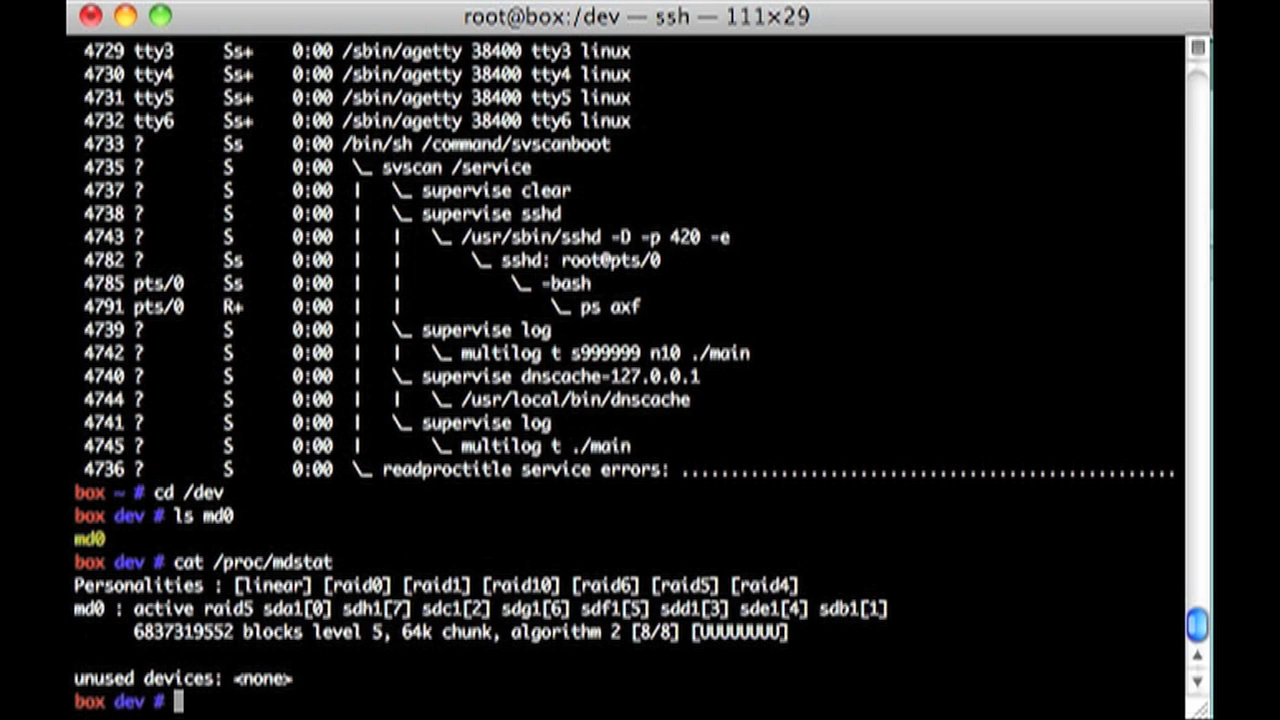 root@box:/dev — ssh — 111×29
4729 tty3 Ss+ 0:00 /sbin/agetty 38400 tty3 linux
4730 tty4 Ss+ 0:00 /sbin/agetty 38400 tty4 linux
4731 tty5 Ss+ 0:00 /sbin/agetty 38400 tty5 linux
4732 tty6 Ss+ 0:00 /sbin/agetty 38400 tty6 linux
4733 ? Ss 0:00 /bin/sh /command/svscanboot
4735 ? S 0:00 \_ svscan /service
4737 ? S 0:00 | \_ supervise clear
4738 ? S 0:00 | \_ supervise sshd
4743 ? S 0:00 | | \_ /usr/sbin/sshd -D -p 420 -e
4782 ? Ss 0:00 | | \_ sshd: root@pts/0
4785 pts/0 Ss 0:00 | | \_ -bash
4791 pts/0 R+ 0:00 | | \_ ps axf
4739 ? S 0:00 | \_ supervise log
4742 ? S 0:00 | | \_ multilog t s999999 n10 ./main
4740 ? S 0:00 | \_ supervise dnscache-127.0.0.1
4744 ? S 0:00 | | \_ /usr/local/bin/dnscache
4741 ? S 0:00 | \_ supervise log
4745 ? S 0:00 | \_ multilog t ./main
4736 ? S 0:00 \_ readproctitle service errors: ..................................................
box ~ # cd /dev
box dev # ls md0
md0
box dev # cat /proc/mdstat
Personalities : [linear] [raid0] [raid1] [raid10] [raid6] [raid5] [raid4]
md0 : active raid5 sda1[0] sdh1[7] sdc1[2] sdg1[6] sdf1[5] sdd1[3] sde1[4] sdb1[1]
6837319552 blocks level 5, 64k chunk, algorithm 2 [8/8] [UUUUUUUU]
unused devices: <none>
box dev #